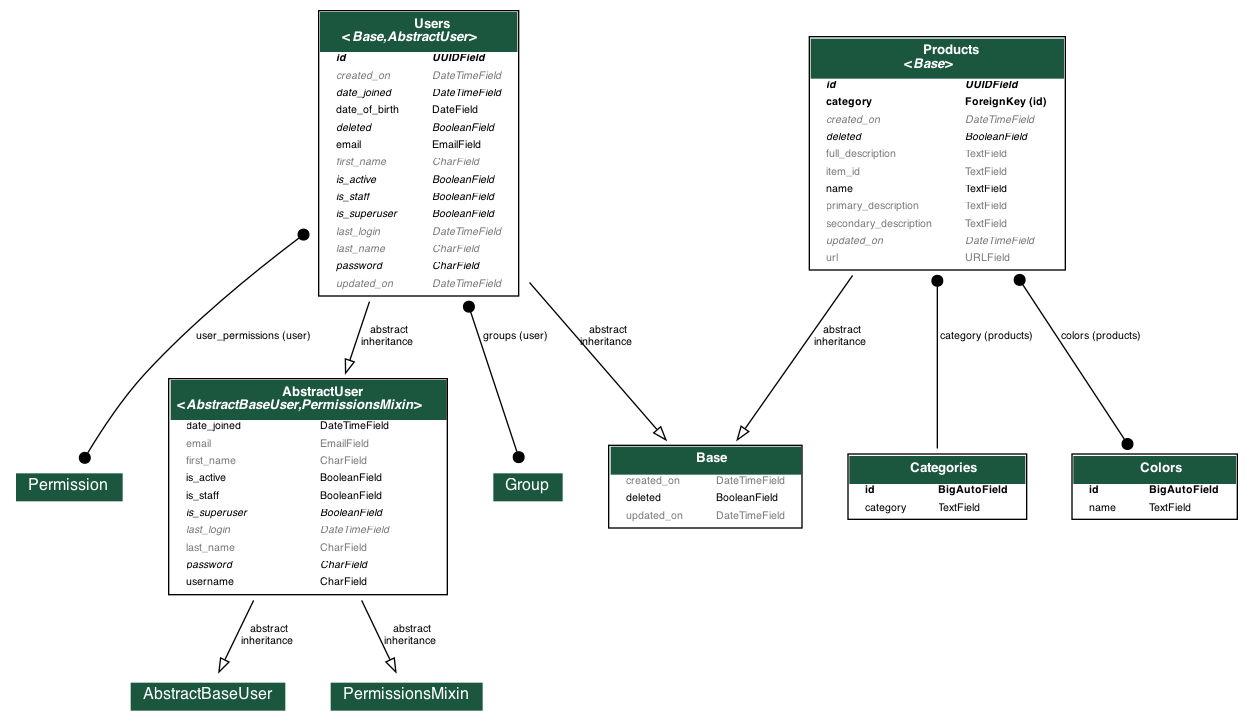 Users
<Base,AbstractUser>
id UUIDField
created_on DateTimeField
date_joined DateTimeField
date_of_birth DateField
deleted BooleanField
email EmailField
first_name CharField
is_active BooleanField
is_staff BooleanField
is_superuser BooleanField
last_login DateTimeField
last_name CharField
password CharField
updated_on DateTimeField
Products
<Base>
id UUIDField
category ForeignKey (id)
created_on DateTimeField
deleted BooleanField
full_description TextField
item_id TextField
name TextField
primary_description TextField
secondary_description TextField
updated_on DateTimeField
url URLField
user_permissions (user)
abstract
inheritance
groups (user)
abstract
inheritance
abstract
inheritance
category (products)
colors (products)
AbstractUser
<AbstractBaseUser,PermissionsMixin>
date_joined DateTimeField
email EmailField
first_name CharField
is_active BooleanField
is_staff BooleanField
is_superuser BooleanField
last_login DateTimeField
last_name CharField
password CharField
username CharField
Permission
Group
Base
created_on DateTimeField
deleted BooleanField
updated_on DateTimeField
Categories
id BigAutoField
category TextField
Colors
id BigAutoField
name TextField
abstract
inheritance
abstract
inheritance
AbstractBaseUser
PermissionsMixin